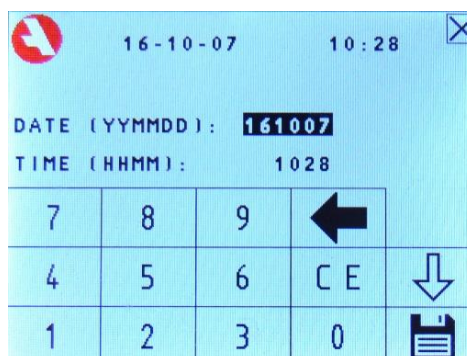 16-10-07 10:28
DATE (YYMMDD): 161007
TIME (HHMM): 1028
7 8 9
4 5 6 CE
1 2 3 0